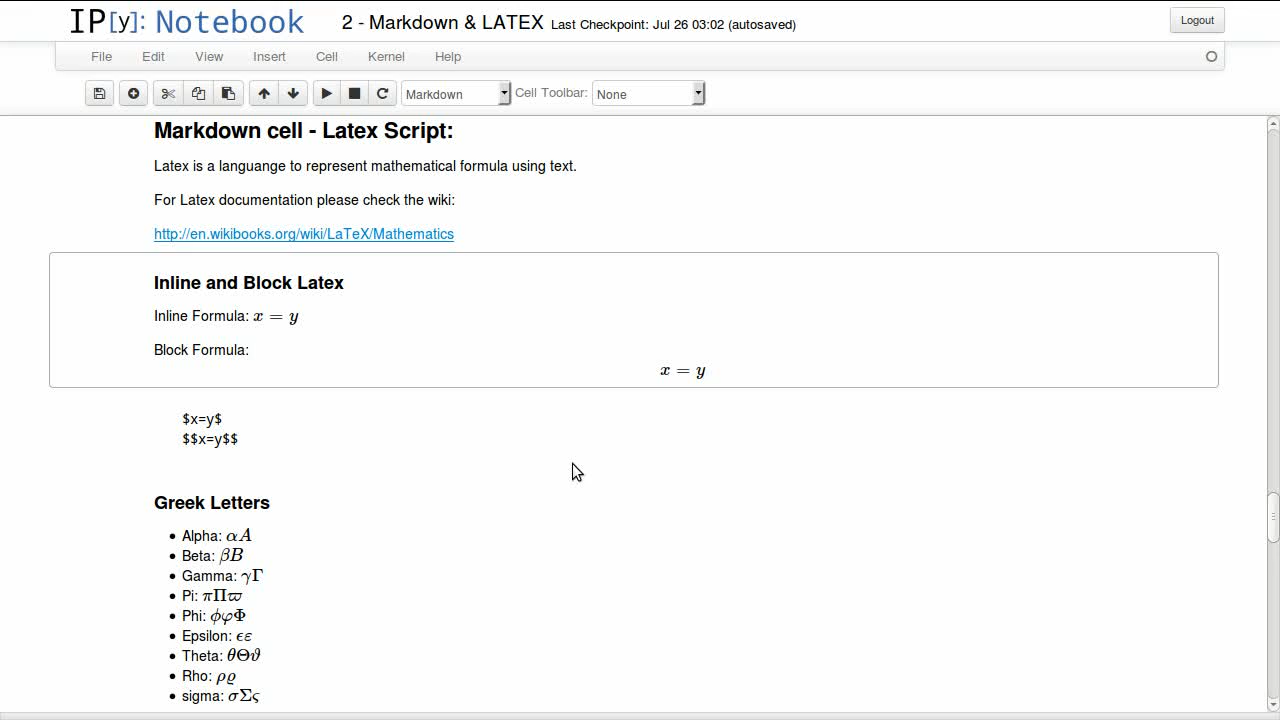 IP[y]: Notebook 2 - Markdown & LATEX Last Checkpoint: Jul 26 03:02 (autosaved) Logout
File Edit View Insert Cell Kernel Help
Markdown Cell Toolbar: None
Markdown cell - Latex Script:
Latex is a languange to represent mathematical formula using text.
For Latex documentation please check the wiki:
http://en.wikibooks.org/wiki/LaTeX/Mathematics
Inline and Block Latex
Inline Formula: x = y
Block Formula:
x = y
$x=y$
$$x=y$$
Greek Letters
• Alpha: αA
• Beta: βB
• Gamma: γΓ
• Pi: πΠϖ
• Phi: ϕφΦ
• Epsilon: ϵε
• Theta: θΘϑ
• Rho: ρϱ
• sigma: σΣς